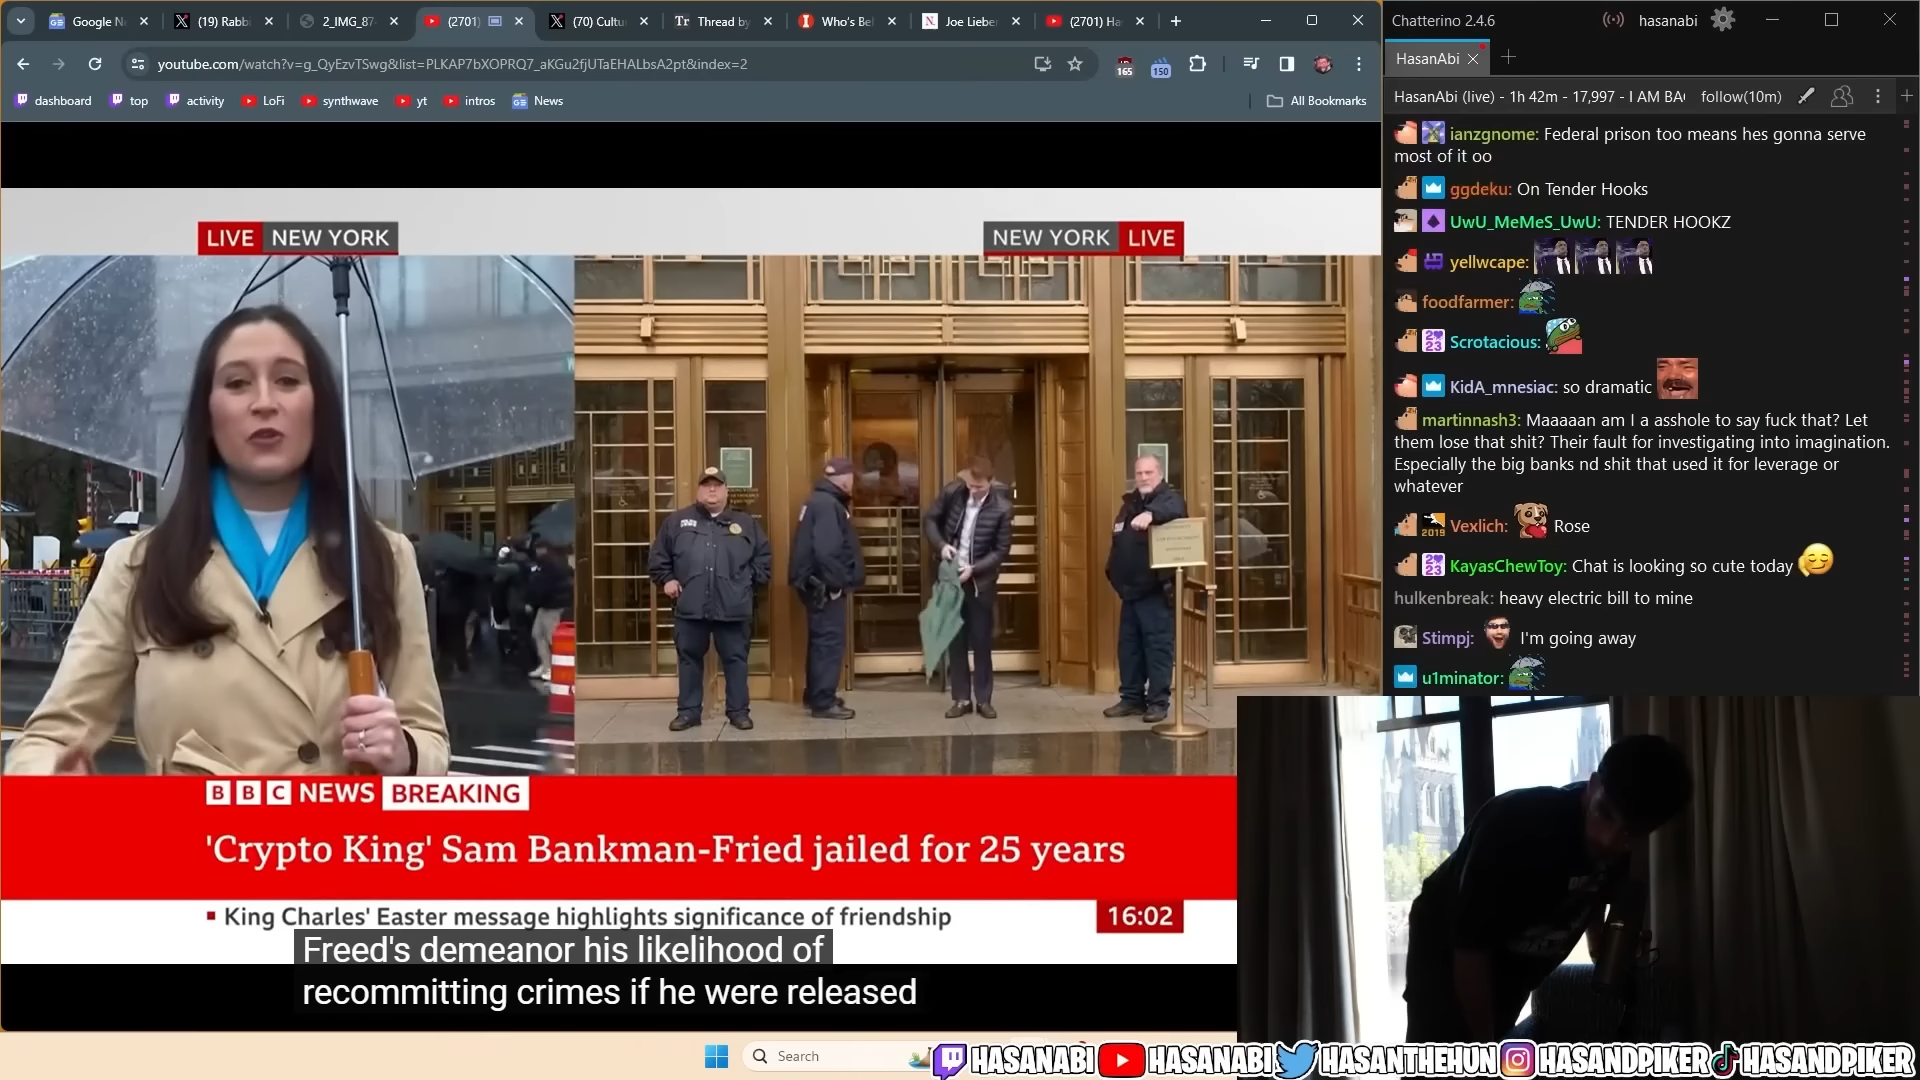 Google N
(19) Rabbi
2_IMG_87
(2701)
(70) Cultu
Tr Thread by
Who's Bel
N. Joe Lieber
(2701) Ha
youtube.com/watch?v=g_QyEzvTSwg&list=PLKAP7bXOPRQ7_aKGu2fjUTaEHALbsA2pt&index=2
165
150
dashboard
top
activity
LoFi
synthwave
yt
intros
News
All Bookmarks
LIVE NEW YORK
NEW YORK LIVE
BBC NEWS BREAKING
'Crypto King' Sam Bankman-Fried jailed for 25 years
King Charles' Easter message highlights significance of friendship
16:02
Freed's demeanor his likelihood of
recommitting crimes if he were released
Search
Chatterino 2.4.6
hasanabi
HasanAbi
HasanAbi (live) - 1h 42m - 17,997 - I AM BA
follow(10m)
ianzgnome: Federal prison too means hes gonna serve
most of it oo
ggdeku: On Tender Hooks
UwU_MeMeS_UwU: TENDER HOOKZ
yellwcape:
foodfarmer:
Scrotacious:
KidA_mnesiac: so dramatic
martinnash3: Maaaaan am I a asshole to say fuck that? Let
them lose that shit? Their fault for investigating into imagination.
Especially the big banks nd shit that used it for leverage or
whatever
2019 Vexlich: Rose
KayasChewToy: Chat is looking so cute today
hulkenbreak: heavy electric bill to mine
Stimpj: I'm going away
u1minator:
HASANABI HASANABI HASANTHEHUN HASANDPIKER HASANDPIKER